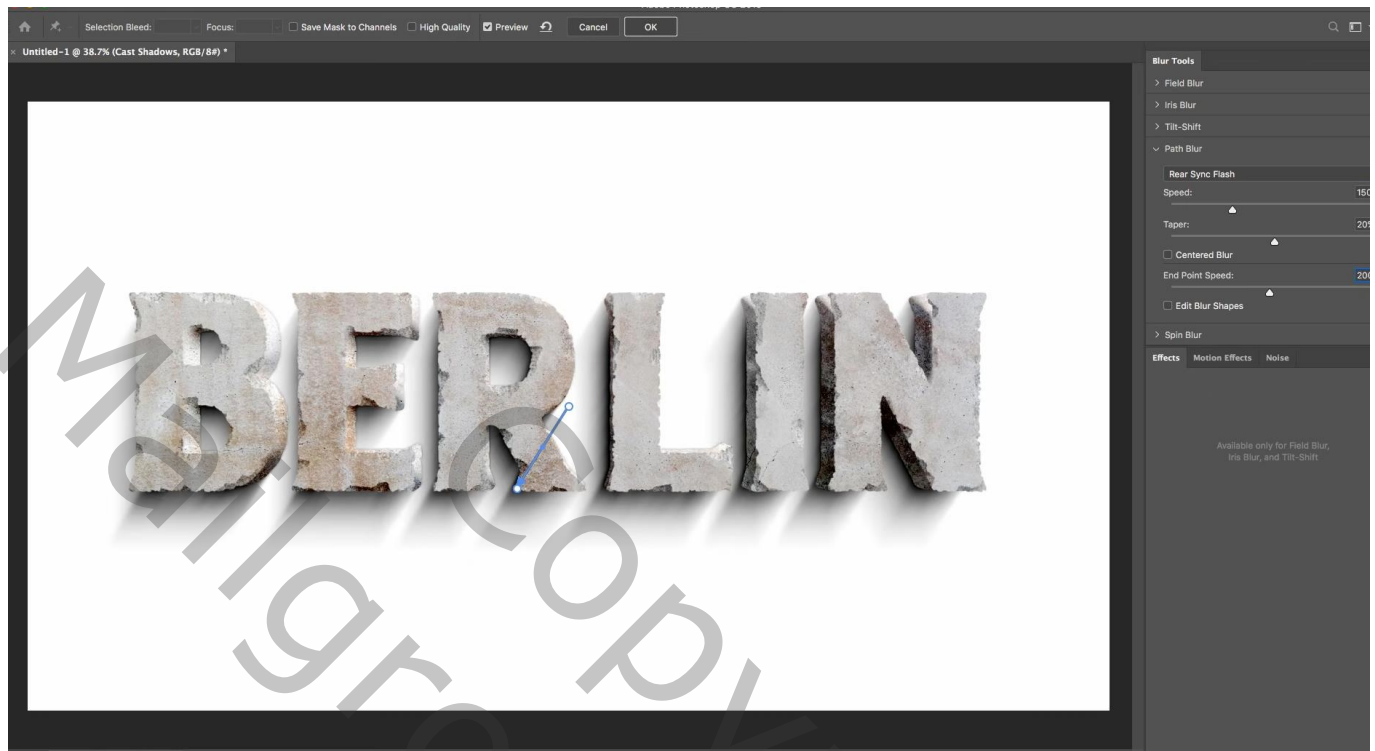 Selection Bleed: Focus: Save Mask to Channels High Quality Preview Cancel OK
Untitled-1 @ 38.7% (Cast Shadows, RGB/8#) *
Blur Tools
Field Blur
Iris Blur
Tilt-Shift
Path Blur
Rear Sync Flash
Speed: 150
Taper: 20%
Centered Blur
End Point Speed: 200
Edit Blur Shapes
Spin Blur
Effects Motion Effects Noise
Available only for Field Blur,
Iris Blur, and Tilt-Shift
BERLIN